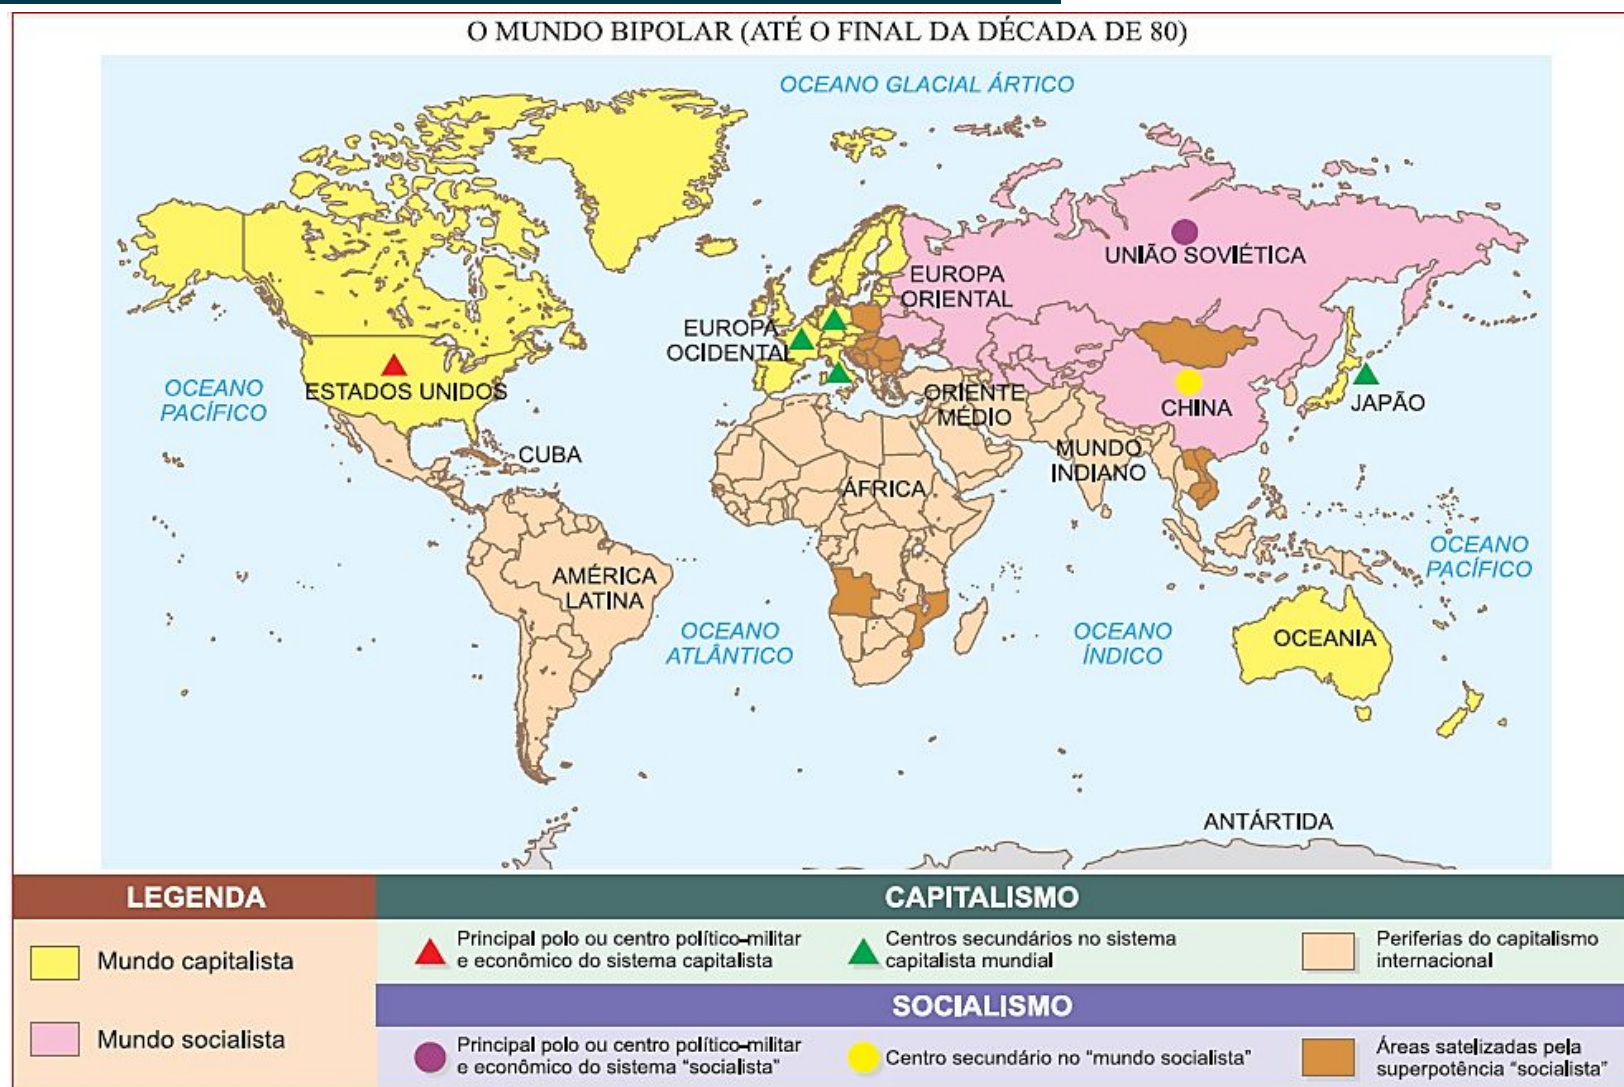 O MUNDO BIPOLAR (ATÉ O FINAL DA DÉCADA DE 80)
OCEANO GLACIAL ÁRTICO
UNIÃO SOVIÉTICA
EUROPA
ORIENTAL
EUROPA
OCIDENTAL
OCEANO
PACÍFICO
ESTADOS UNIDOS
ORIENTE
MÉDIO
CHINA
JAPÃO
CUBA
MUNDO
INDIANO
ÁFRICA
OCEANO
PACÍFICO
AMÉRICA
LATINA
OCEANO
ATLÂNTICO
OCEANO
ÍNDICO
OCEANIA
ANTÁRTIDA
LEGENDA
Mundo capitalista
Mundo socialista
CAPITALISMO
Principal polo ou centro político-militar
e econômico do sistema capitalista
Centros secundários no sistema
capitalista mundial
Periferias do capitalismo
internacional
SOCIALISMO
Principal polo ou centro político-militar
e econômico do sistema “socialista”
Centro secundário no “mundo socialista”
Áreas satelizadas pela
superpotência “socialista”